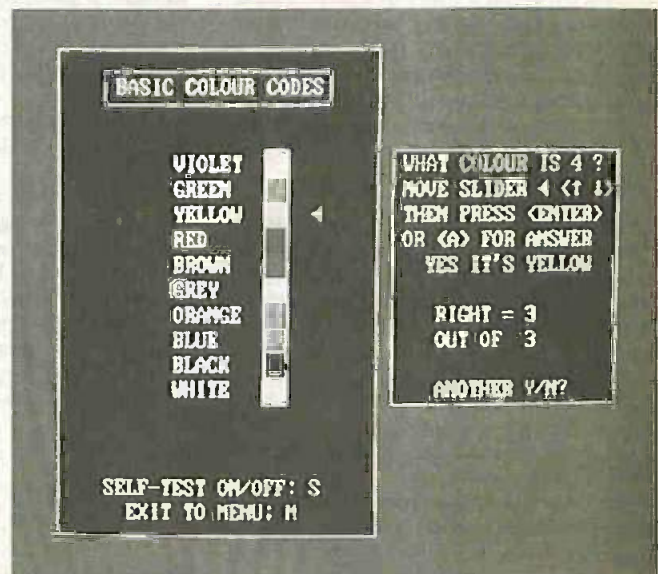 BASIC COLOUR CODES
VIOLET
GREEN
YELLOW
RED
BROWN
GREY
ORANGE
BLUE
BLACK
WHITE
SELF-TEST ON/OFF: S
EXIT TO MENU: M
WHAT COLOUR IS 4 ?
MOVE SLIDER ◄ <↑ ↓>
THEN PRESS <ENTER>
OR <A> FOR ANSWER
YES IT'S YELLOW
RIGHT = 3
OUT OF 3
ANOTHER Y/N?